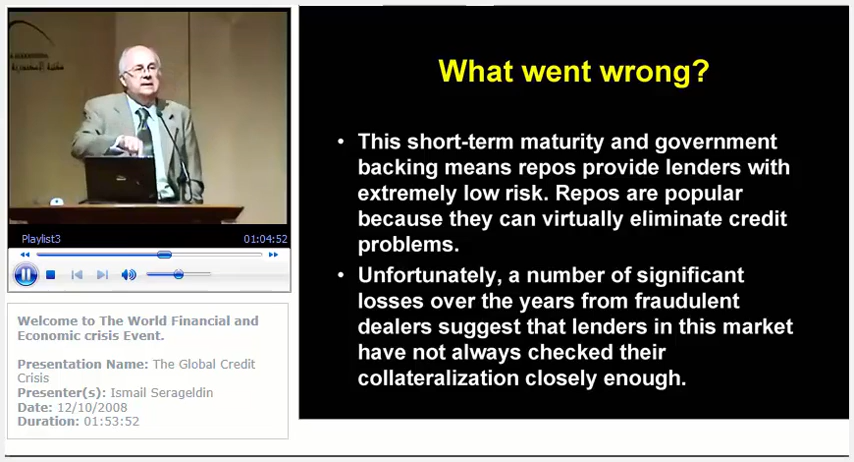 What went wrong?
• This short-term maturity and government
backing means repos provide lenders with
extremely low risk. Repos are popular
because they can virtually eliminate credit
problems.
• Unfortunately, a number of significant
losses over the years from fraudulent
dealers suggest that lenders in this market
have not always checked their
collateralization closely enough.
Playlist3 01:04:52
Welcome to The World Financial and
Economic crisis Event.
Presentation Name: The Global Credit
Crisis
Presenter(s): Ismail Serageldin
Date: 12/10/2008
Duration: 01:53:52